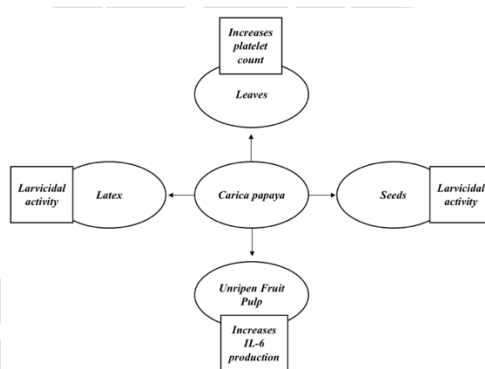 Increases
platelet
count
Leaves
Larvicidal
activity
Latex
Carica papaya
Seeds
Larvicidal
activity
Unripen Fruit
Pulp
Increases
IL-6
production